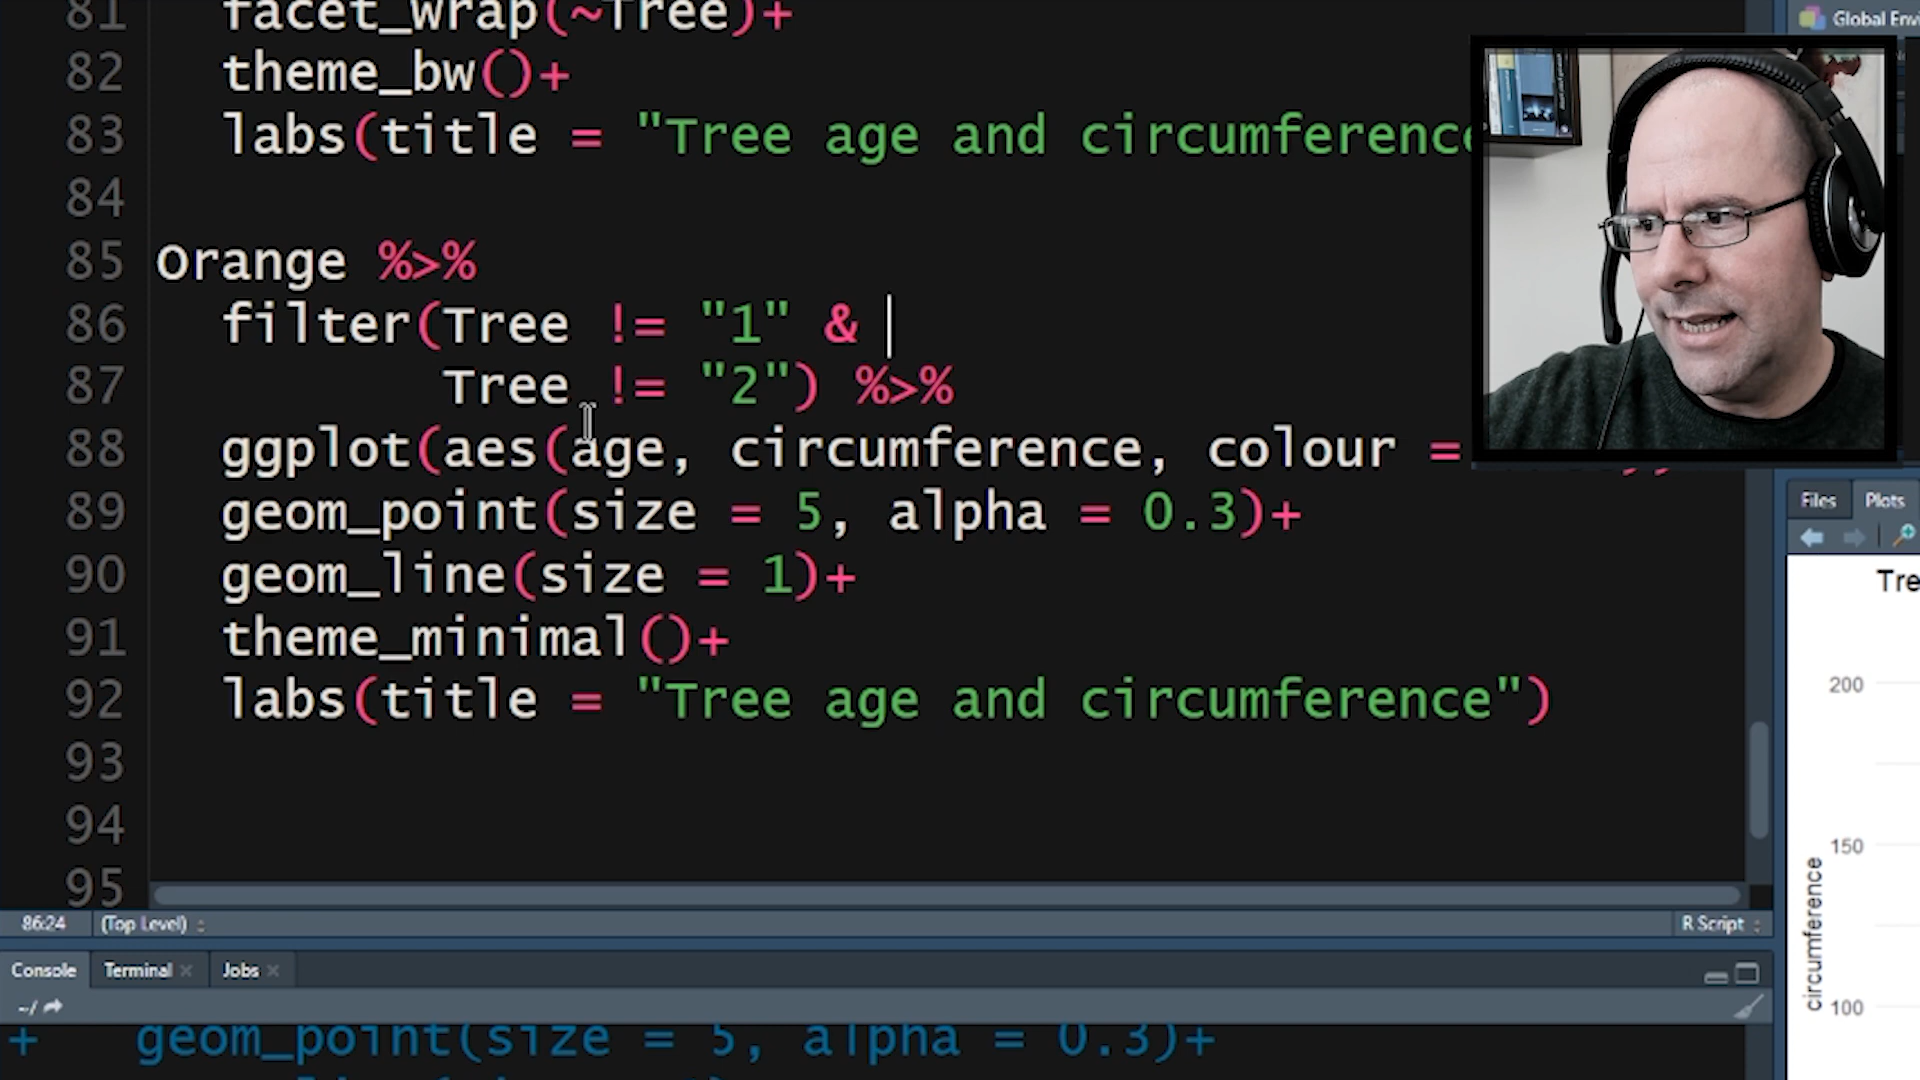 81 facet_wrap(~Tree)+
82 theme_bw()+
83 labs(title = "Tree age and circumference
84
85 Orange %>%
86 filter(Tree != "1" &
87 Tree != "2") %>%
88 ggplot(aes(age, circumference, colour =
89 geom_point(size = 5, alpha = 0.3)+
90 geom_line(size = 1)+
91 theme_minimal()+
92 labs(title = "Tree age and circumference")
93
94
95
86:24 (Top Level) R Script
Console Terminal Jobs
~/
+ geom_point(size = 5, alpha = 0.3)+
Global Envi
Files Plots
Tre
200
150
100
circumference